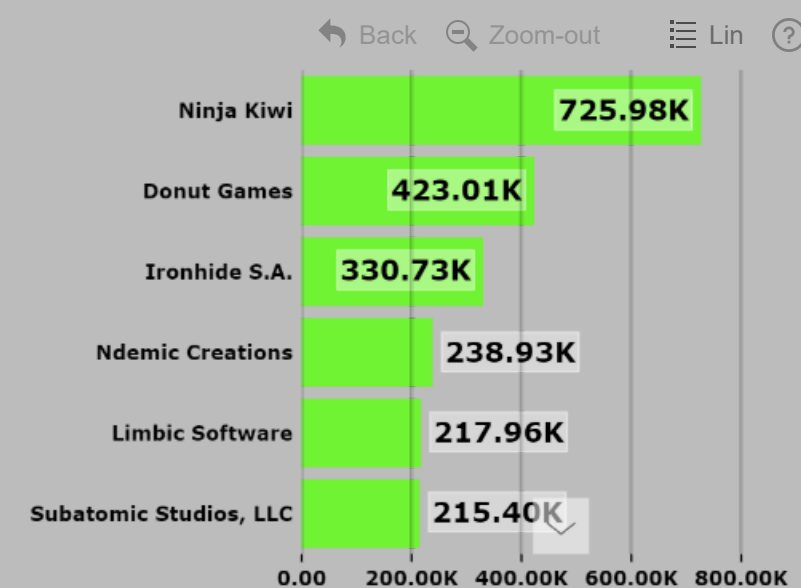 Back Zoom-out Lin ?
Ninja Kiwi 725.98K
Donut Games 423.01K
Ironhide S.A. 330.73K
Ndemic Creations 238.93K
Limbic Software 217.96K
Subatomic Studios, LLC 215.40K
0.00 200.00K 400.00K 600.00K 800.00K